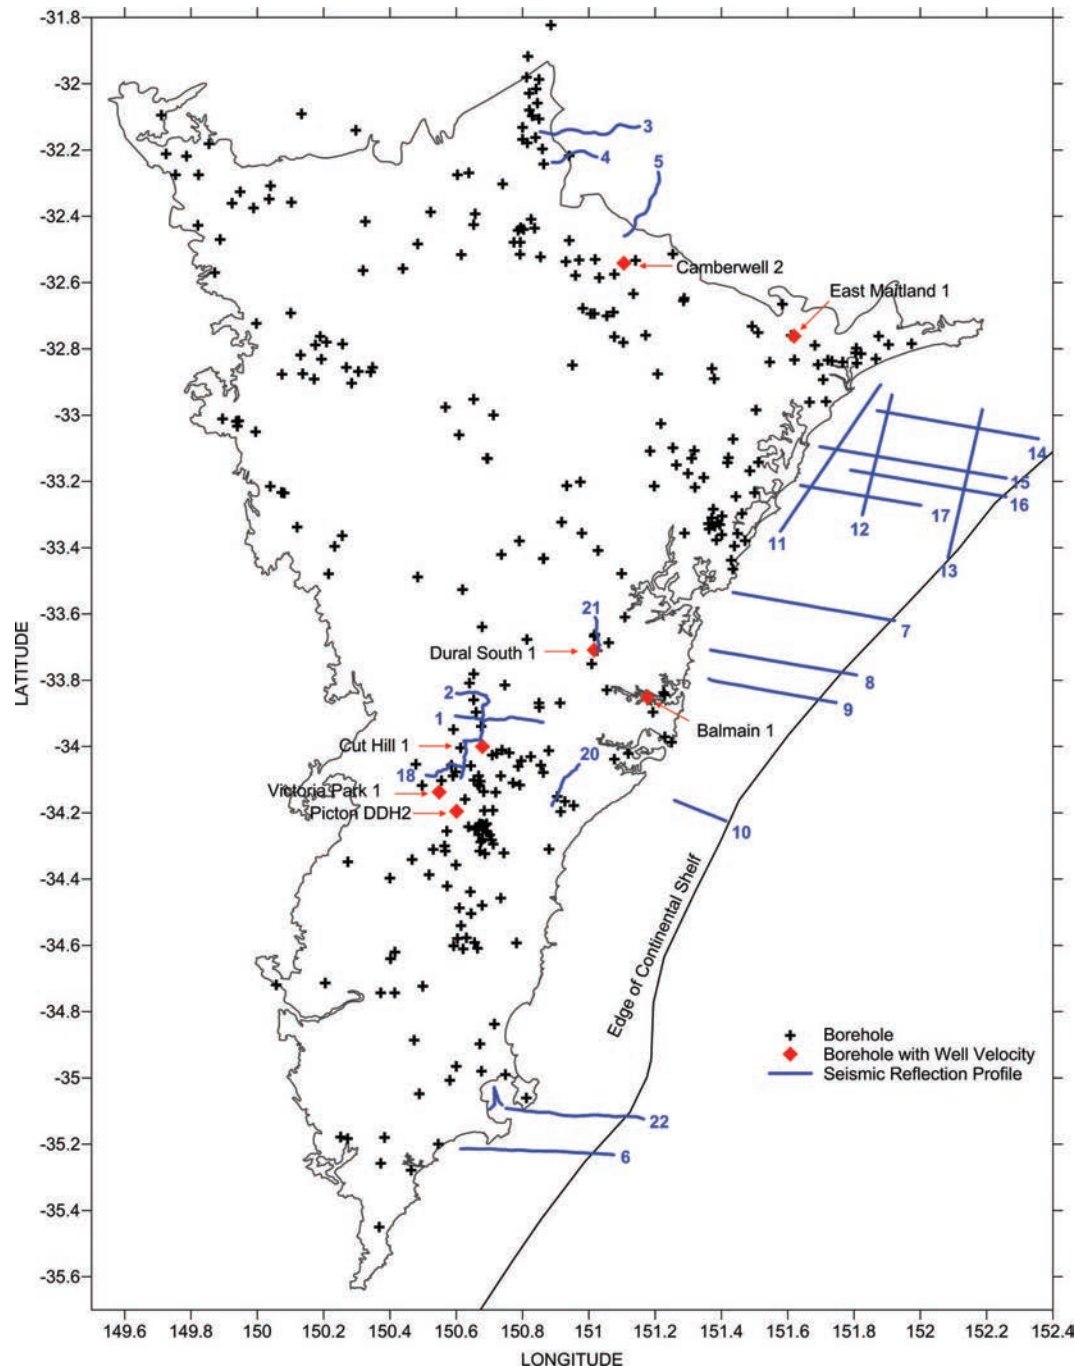 -31.8
-32
-32.2
-32.4
-32.6
-32.8
-33
-33.2
-33.4
-33.6
-33.8
-34
-34.2
-34.4
-34.6
-34.8
-35
-35.2
-35.4
-35.6
LATITUDE
3
4
5
Camberwell 2
East Maitland 1
14
15
16
17
12
11
13
7
21
Dural South 1
8
2
9
1
Balmain 1
Cut Hill 1
20
18
Victoria Park 1
Picton DDH2
10
Edge of Continental Shelf
Borehole
Borehole with Well Velocity
Seismic Reflection Profile
22
6
149.6 149.8 150 150.2 150.4 150.6 150.8 151 151.2 151.4 151.6 151.8 152 152.2 152.4
LONGITUDE